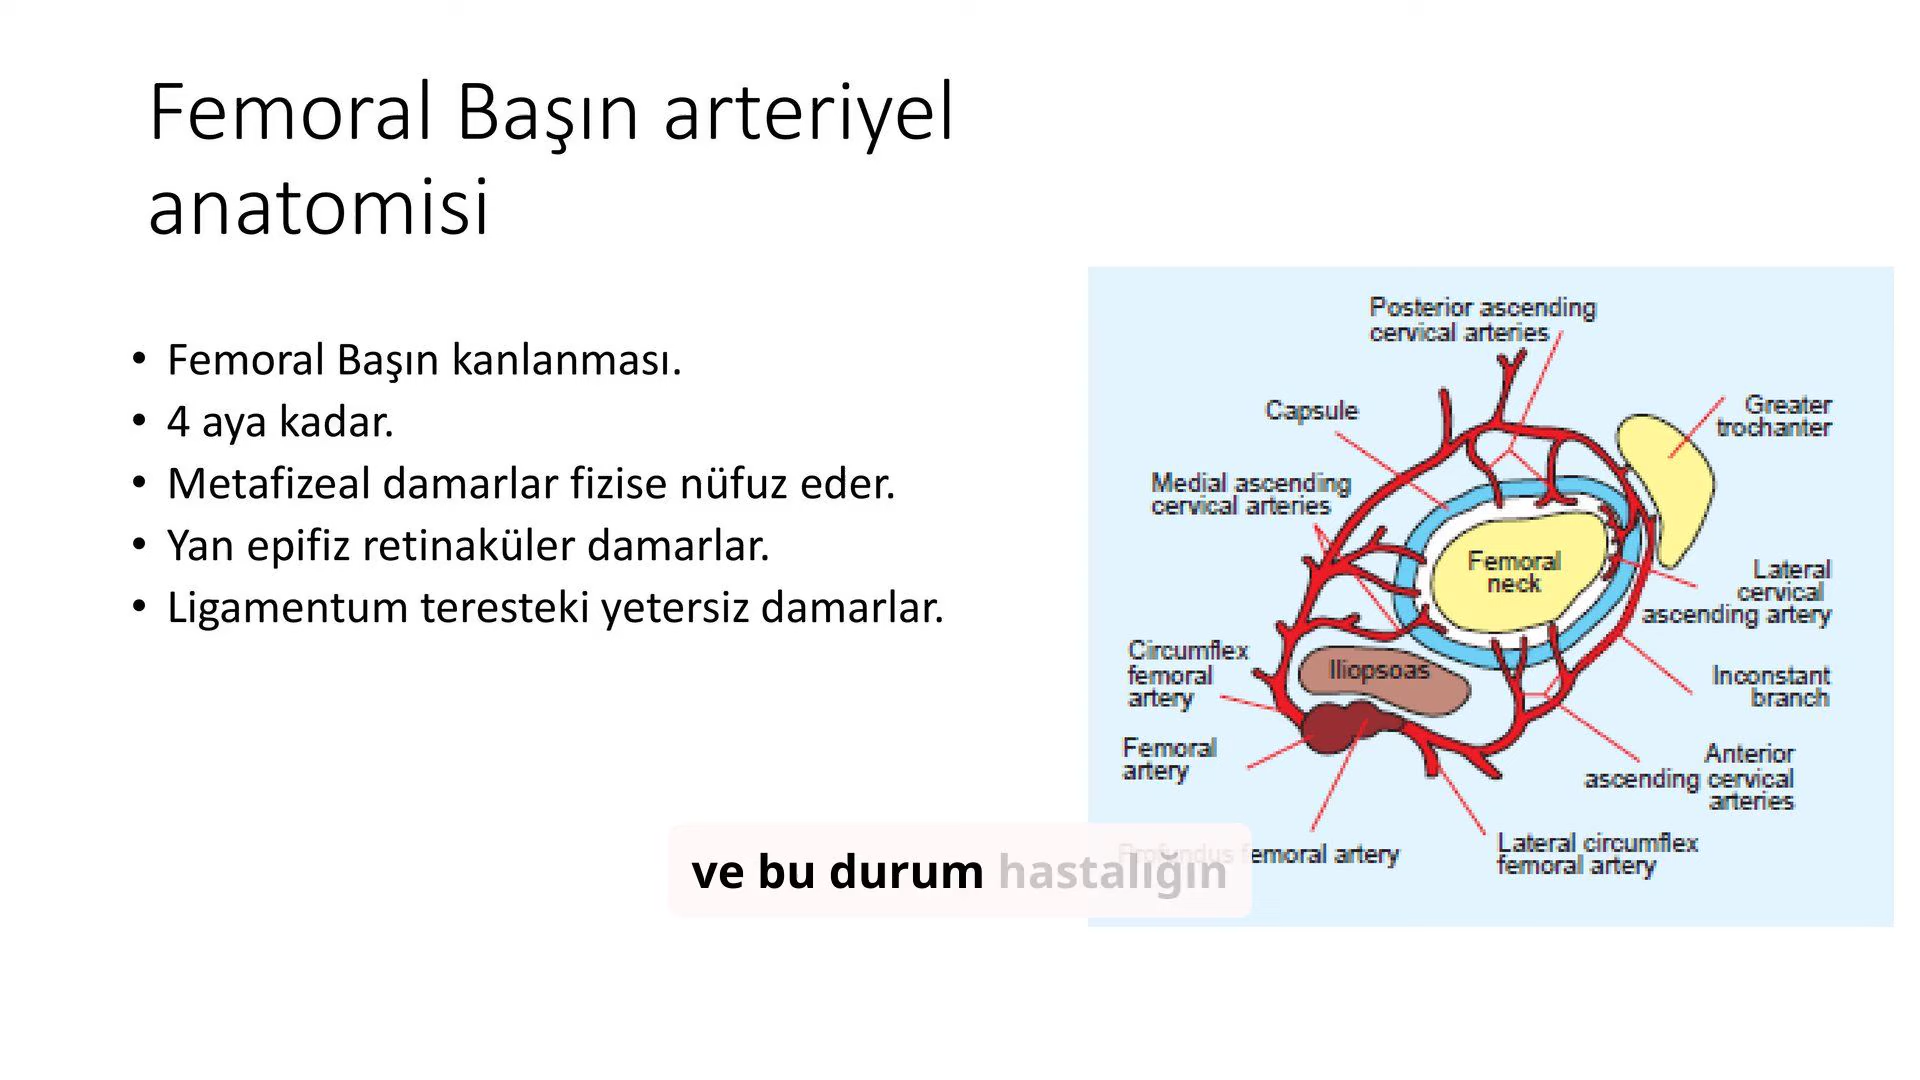 Femoral Başın arteriyel
anatomisi
• Femoral Başın kanlanması.
• 4 aya kadar.
• Metafizeal damarlar fizise nüfuz eder.
• Yan epifiz retinaküler damarlar.
• Ligamentum teresteki yetersiz damarlar.
Posterior ascending
cervical arteries
Capsule
Greater
trochanter
Medial ascending
cervical arteries
Femoral
neck
Lateral
cervical
ascending artery
Circumflex
femoral
artery
Iliopsoas
Inconstant
branch
Femoral
artery
Anterior
ascending cervical
arteries
Profundus femoral artery
Lateral circumflex
femoral artery
ve bu durum hastalığın